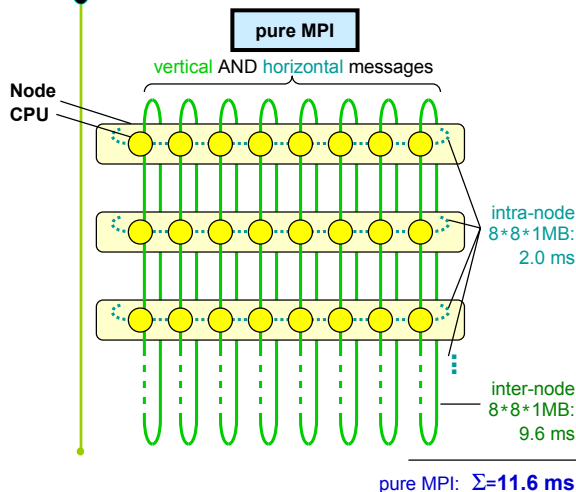 pure MPI
vertical AND horizontal messages
Node
CPU
intra-node
8*8*1MB:
2.0 ms
inter-node
8*8*1MB:
9.6 ms
pure MPI: Σ=11.6 ms